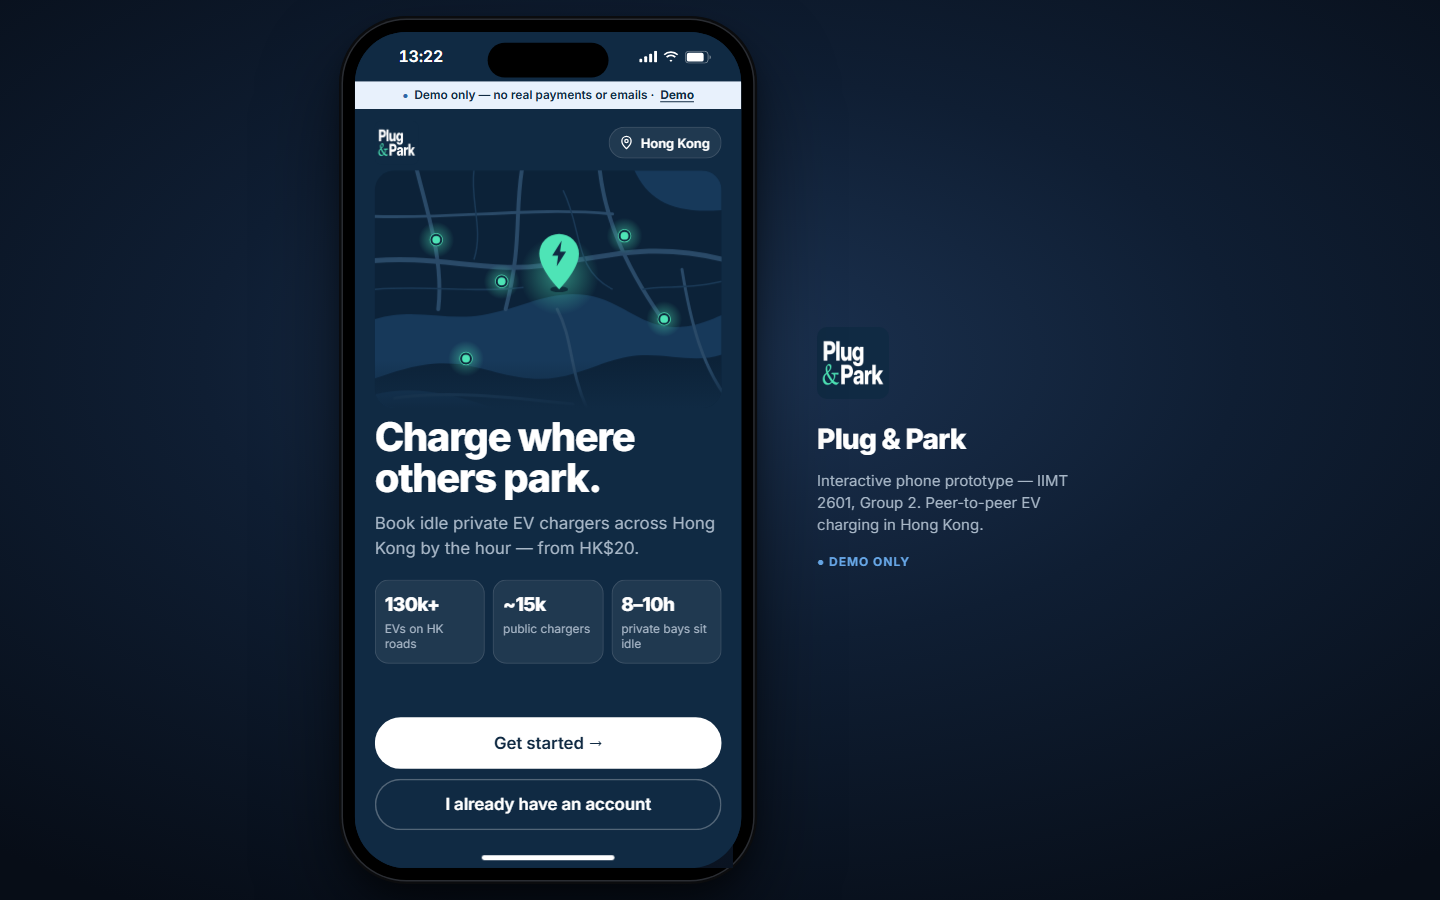 13:22
• Demo only — no real payments or emails · Demo
Plug
&Park
Hong Kong
Charge where
others park.
Book idle private EV chargers across Hong
Kong by the hour — from HK$20.
130k+
EVs on HK
roads
~15k
public chargers
8–10h
private bays sit
idle
Get started →
I already have an account
Plug
&Park
Plug & Park
Interactive phone prototype — IIMT
2601, Group 2. Peer-to-peer EV
charging in Hong Kong.
• DEMO ONLY